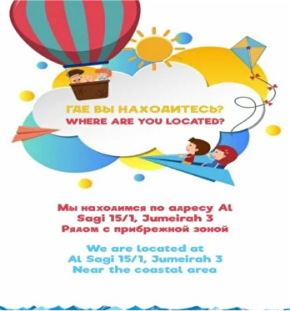 ГДЕ ВЫ НАХОДИТЕСЬ?
WHERE ARE YOU LOCATED?
Мы находимся по адресу Al
Sagi 15/1, Jumeirah 3
Рядом с прибрежной зоной
We are located at
Al Sagi 15/1, Jumeirah 3
Near the coastal area